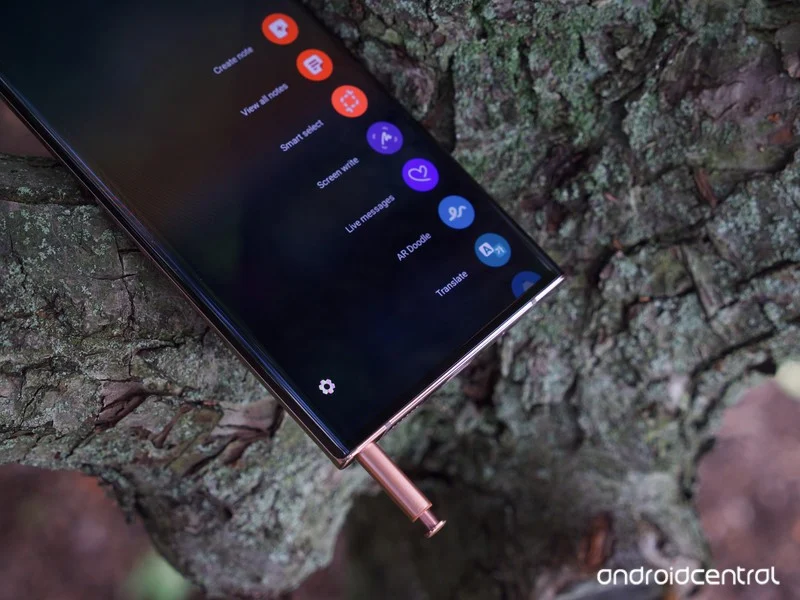 Create note
View all notes
Smart select
Screen write
Live messages
AR Doodle
Translate
androidcentral